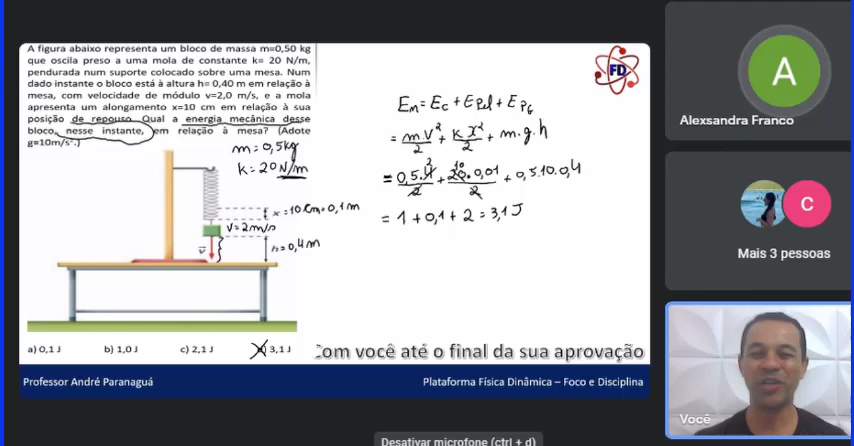 A figura abaixo representa um bloco de massa m=0,50 kg
que oscila preso a uma mola de constante k= 20 N/m,
pendurada num suporte colocado sobre uma mesa. Num
dado instante o bloco está à altura h= 0,40 m em relação à
mesa, com velocidade de módulo v=2,0 m/s, e a mola
apresenta um alongamento x=10 cm em relação à sua
posição de repouso. Qual a energia mecânica desse
bloco, nesse instante, em relação à mesa? (Adote
g=10m/s².)
m = 0,5kg
k = 20 N/m
x = 10 cm = 0,1 m
V = 2 m/s
v
h = 0,4 m
FD
Em = Ec + EPel + EPg
= m.v²/2 + k x²/2 + m.g.h
= 0,5.4²/2 + 20.0,01/2 10 + 0,5.10.0,4
= 1 + 0,1 + 2 = 3,1 J
a) 0,1 J b) 1,0 J c) 2,1 J 3,1 J
Com você até o final da sua aprovação
Professor André Paranaguá
Plataforma Física Dinâmica – Foco e Disciplina
A
Alexsandra Franco
C
Mais 3 pessoas
Você
Desativar microfone (ctrl + d)